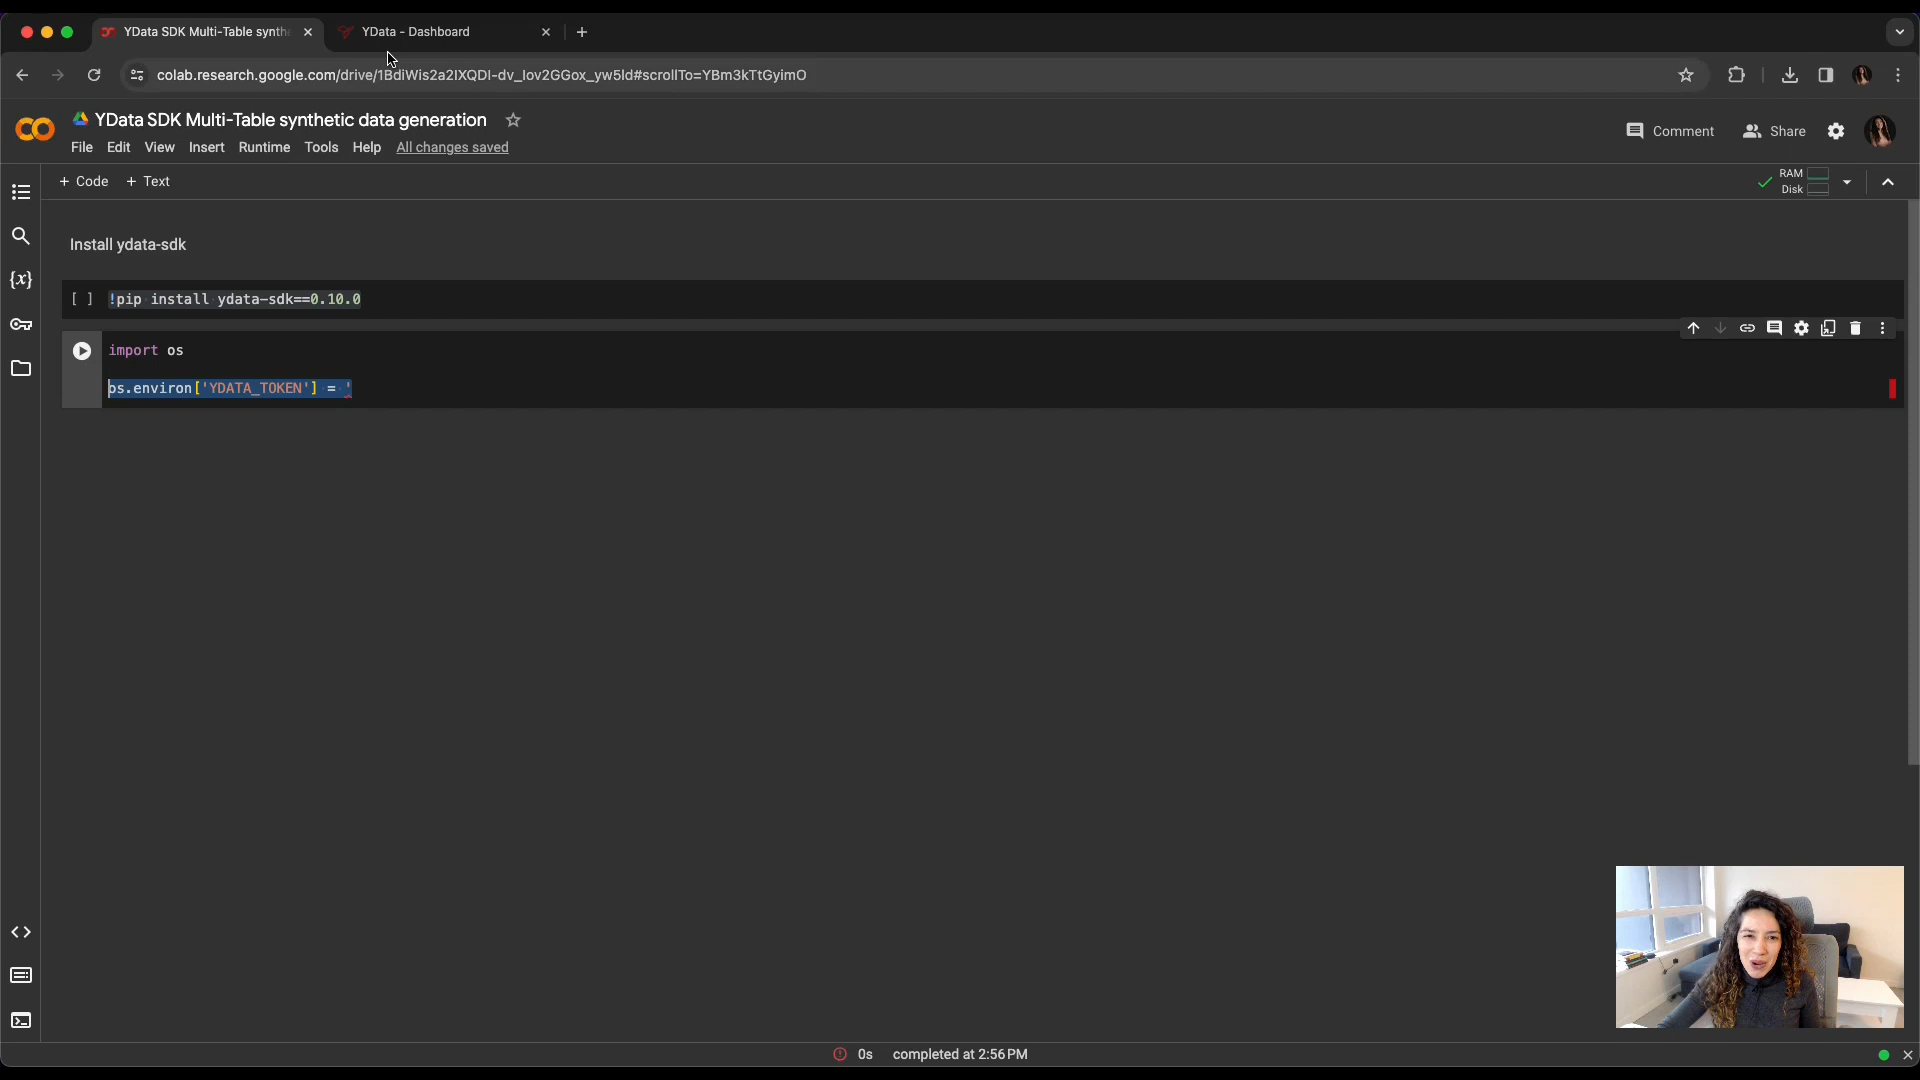 YData SDK Multi-Table synth
YData - Dashboard
colab.research.google.com/drive/1BdiWis2a2IXQDI-dv_lov2GGox_yw5ld#scrollTo=YBm3kTtGyimO
YData SDK Multi-Table synthetic data generation
File Edit View Insert Runtime Tools Help All changes saved
Comment
Share
+ Code + Text
RAM
Disk
Install ydata-sdk
[ ] !pip install ydata-sdk==0.10.0
import os
os.environ['YDATA_TOKEN'] = '
0s completed at 2:56 PM